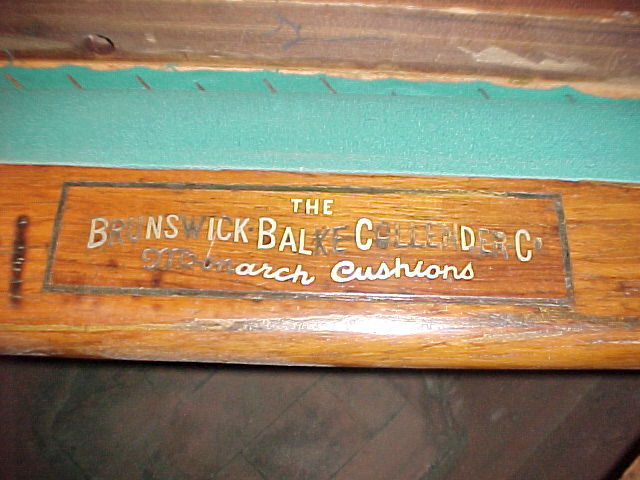 THE
BRUNSWICK-BALKE COLLENDER CO
Monarch Cushions